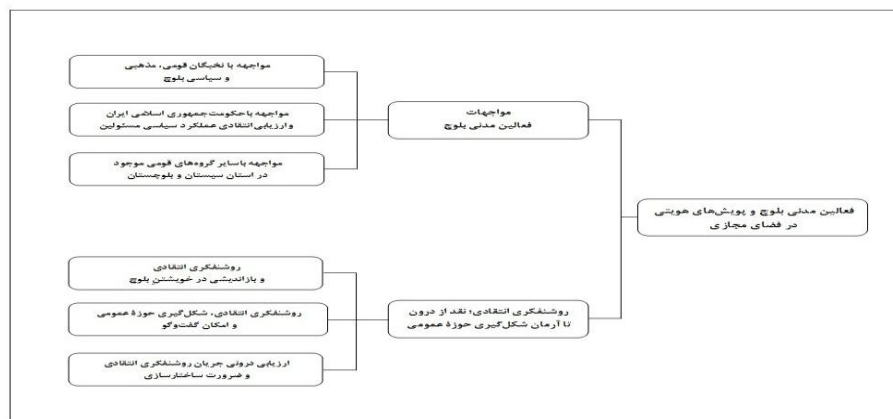 فعالین مدنی بلوچ و پویش‌های هویتی
در فضای مجازی
مواجهات
فعالین مدنی بلوچ
مواجهه با نخبگان قومی، مذهبی
و سیاسی بلوچ
مواجهه با حکومت جمهوری اسلامی ایران
و ارزیابی انتقادی عملکرد سیاسی مسئولین
مواجهه با سایر گروه‌های قومی موجود
در استان سیستان و بلوچستان
روشنفکری انتقادی؛ نقد از درون
تا آرمان شکل‌گیری حوزهٔ عمومی
روشنفکری انتقادی
و بازاندیشی در خویشتنِ بلوچ
روشنفکری انتقادی، شکل‌گیری حوزهٔ عمومی
و امکان گفت‌وگو
ارزیابی درونی جریان روشنفکری انتقادی
و ضرورت ساختارسازی